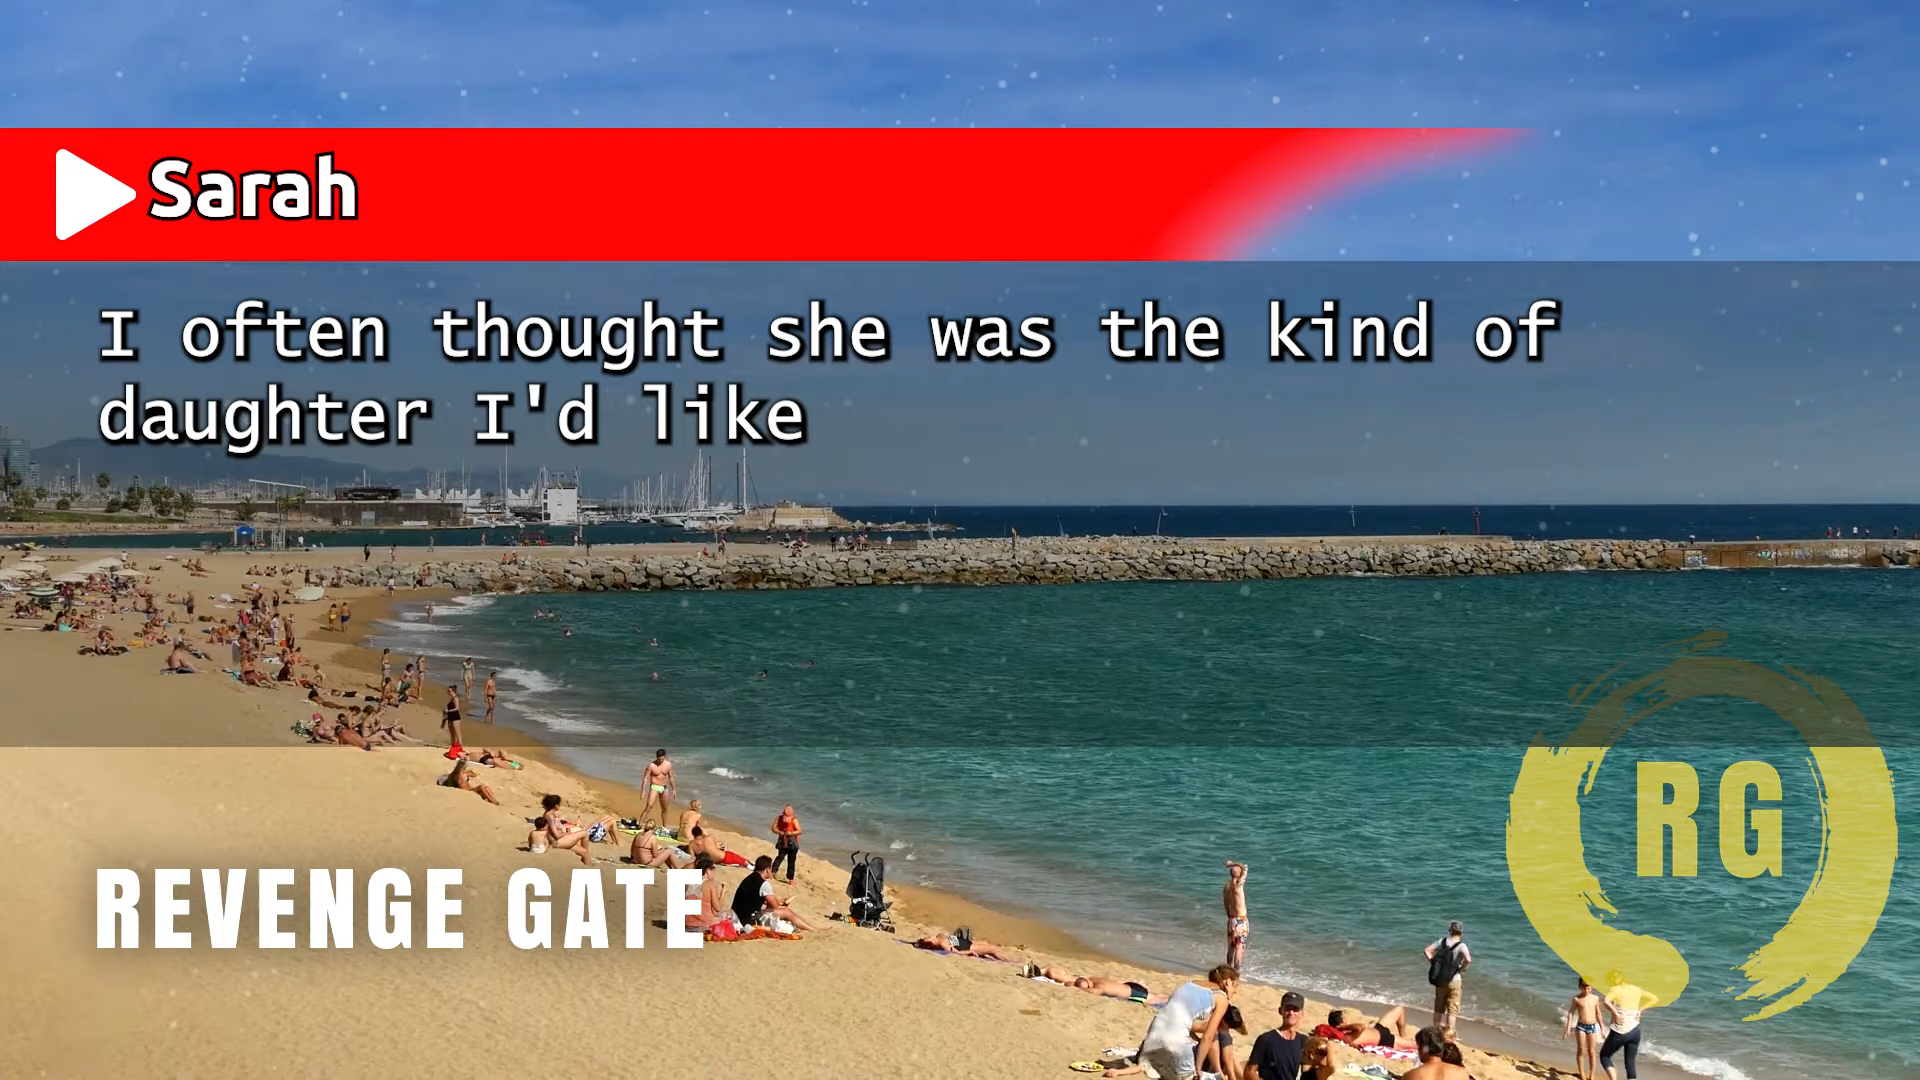 Sarah
I often thought she was the kind of
daughter I'd like
RG
REVENGE GATE